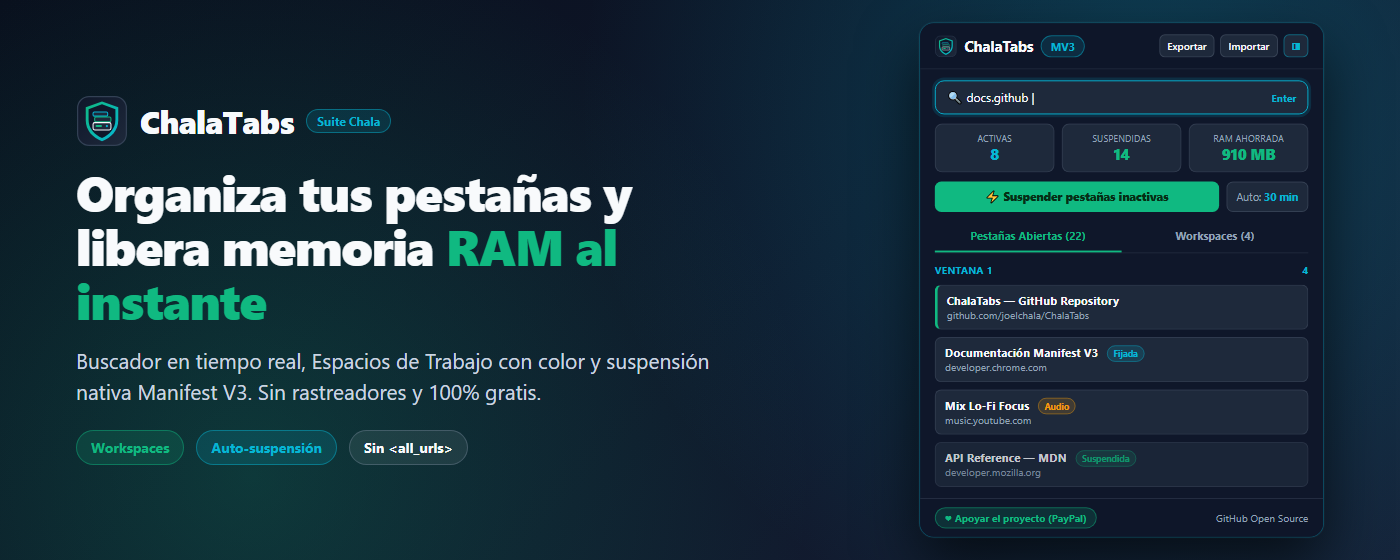 ChalaTabs
Suite Chala
Organiza tus pestañas y
libera memoria RAM al
instante
Buscador en tiempo real, Espacios de Trabajo con color y suspensión
nativa Manifest V3. Sin rastreadores y 100% gratis.
Workspaces
Auto-suspensión
Sin <all_urls>
ChalaTabs
MV3
Exportar
Importar
docs.github |
Enter
ACTIVAS
8
SUSPENDIDAS
14
RAM AHORRADA
910 MB
⚡ Suspender pestañas inactivas
Auto: 30 min
Pestañas Abiertas (22)
Workspaces (4)
VENTANA 1
4
ChalaTabs — GitHub Repository
github.com/joelchala/ChalaTabs
Documentación Manifest V3
Fijada
developer.chrome.com
Mix Lo-Fi Focus
Audio
music.youtube.com
API Reference — MDN
Suspendida
developer.mozilla.org
♥ Apoyar el proyecto (PayPal)
GitHub Open Source